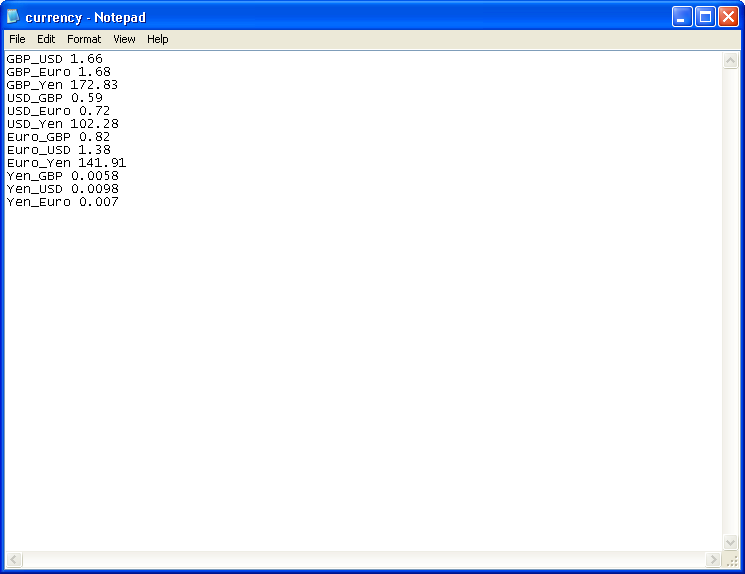 currency - Notepad
File Edit Format View Help
GBP_USD 1.66
GBP_Euro 1.68
GBP_Yen 172.83
USD_GBP 0.59
USD_Euro 0.72
USD_Yen 102.28
Euro_GBP 0.82
Euro_USD 1.38
Euro_Yen 141.91
Yen_GBP 0.0058
Yen_USD 0.0098
Yen_Euro 0.007